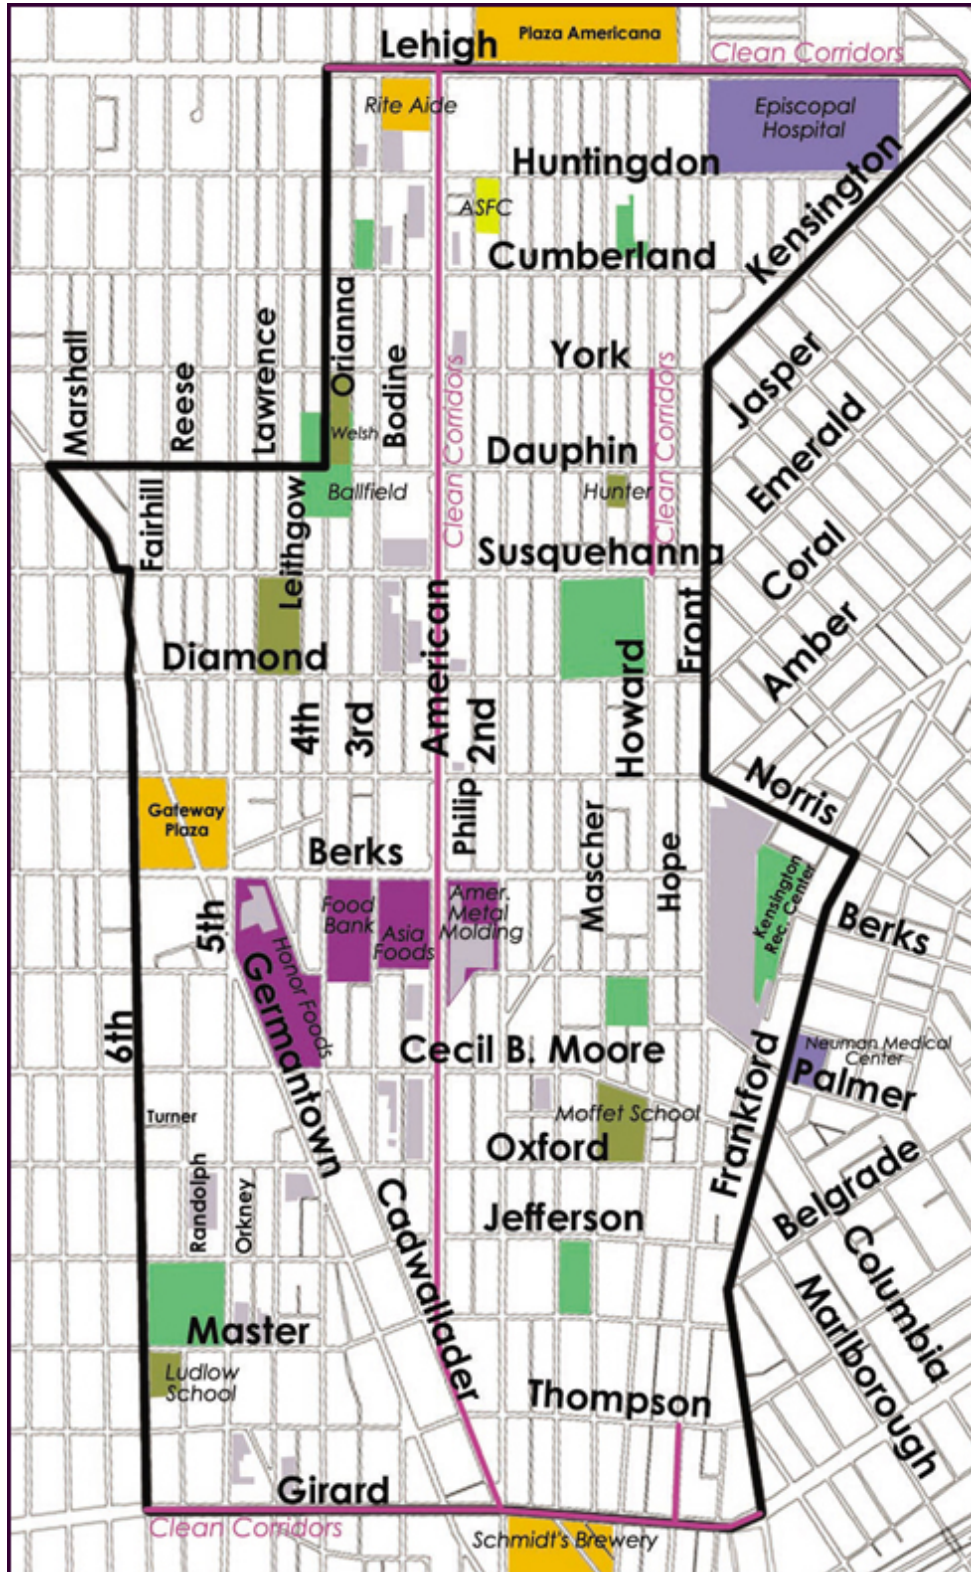 Plaza Americana
Lehigh
Clean Corridors
Rite Aide
Episcopal
Hospital
Huntingdon
Kensington
ASFC
Cumberland
Orianna
Marshall
Reese
Lawrence
Bodine
York
Clean Corridors
Clean Corridors
Jasper
Emerald
Welsh
Dauphin
Ballfield
Hunter
Fairhill
Leithgow
Susquehanna
Coral
Amber
Diamond
American
Front
Howard
4th
3rd
2nd
Norris
Gateway
Plaza
Philip
Berks
Mascher
Hope
Kensington
Rec. Center
Berks
5th
Food
Bank
Asia
Foods
Amer.
Metal
Molding
Honor Foods
Germantown
6th
Cecil B. Moore
Neuman Medical
Center
Palmer
Frankford
Turner
Moffet School
Oxford
Belgrade
Randolph
Orkney
Cadwallader
Jefferson
Columbia
Marlborough
Master
Ludlow
School
Thompson
Girard
Clean Corridors
Schmidt's Brewery